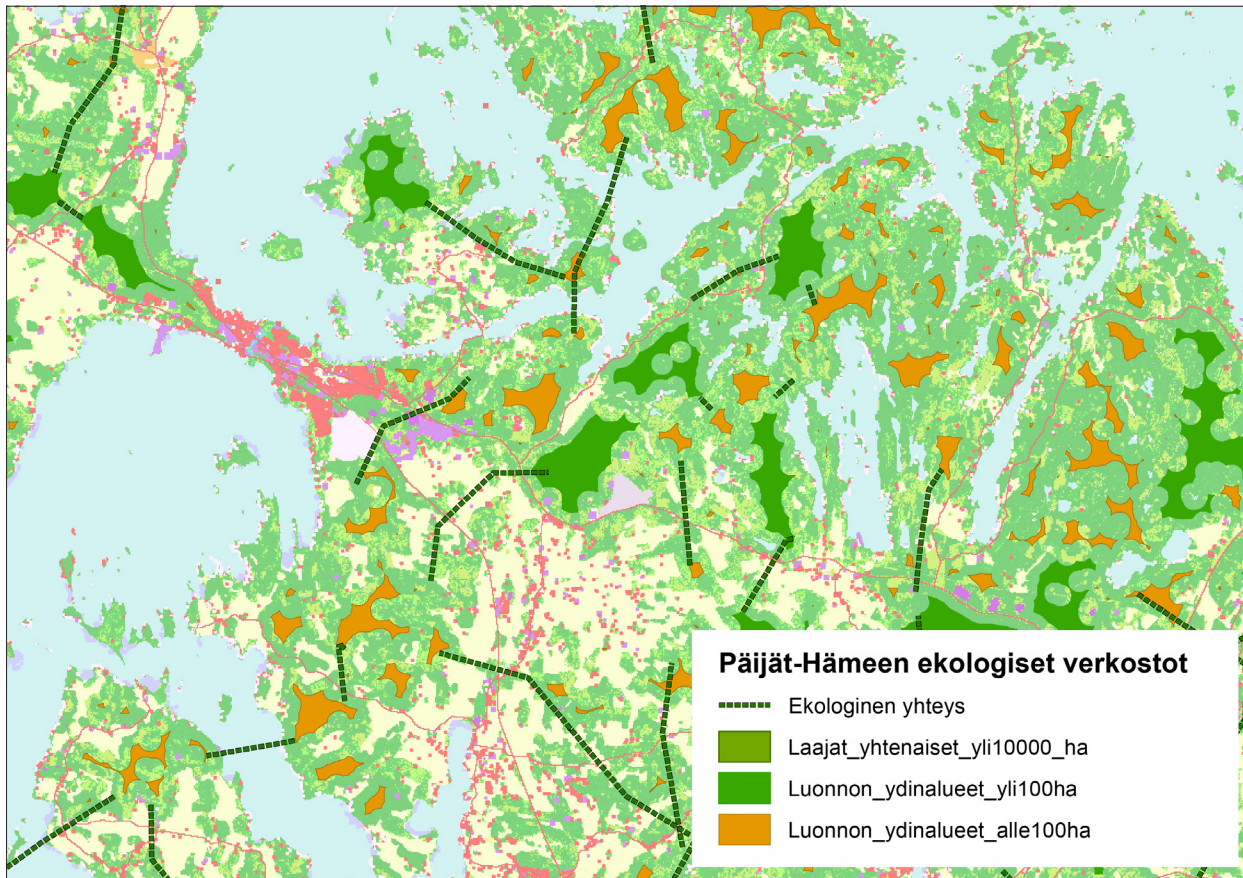 Päijät-Hämeen ekologiset verkostot
Ekologinen yhteys
Laajat_yhtenaiset_yli10000_ha
Luonnon_ydinalueet_yli100ha
Luonnon_ydinalueet_alle100ha